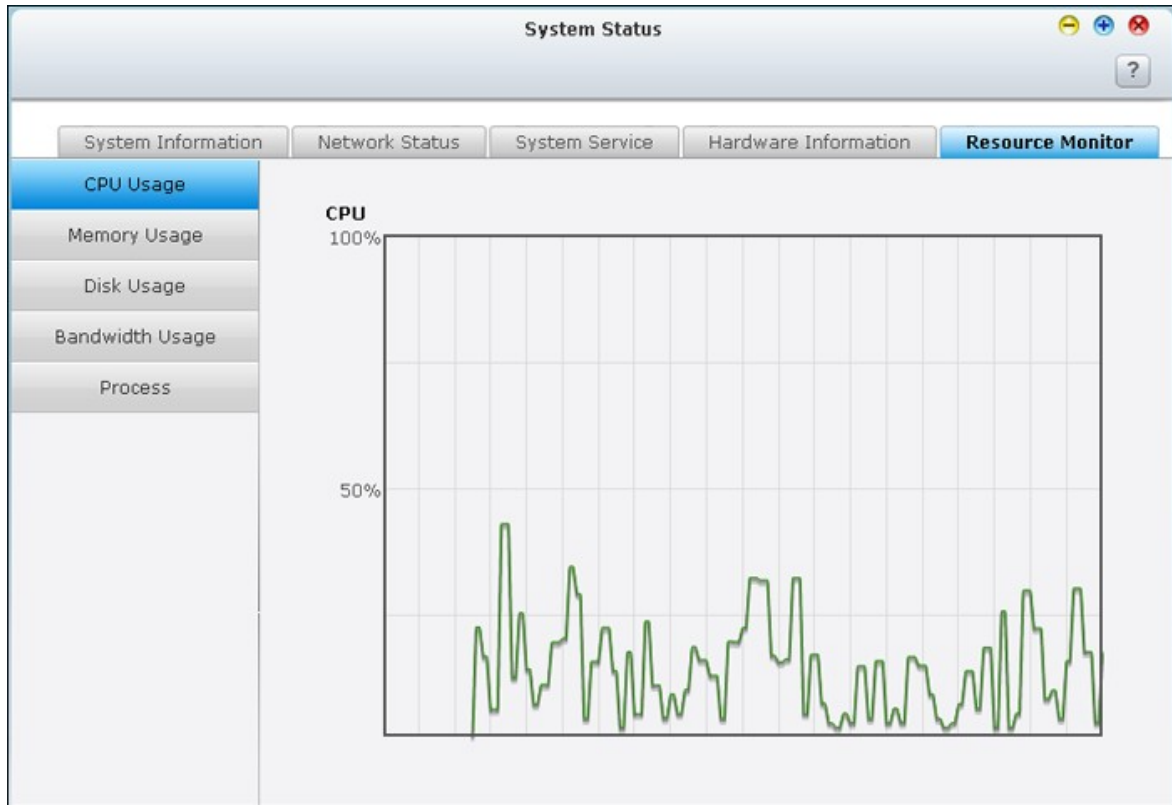 System Status
?
System Information Network Status System Service Hardware Information Resource Monitor
CPU Usage
Memory Usage
Disk Usage
Bandwidth Usage
Process
CPU
100%
50%